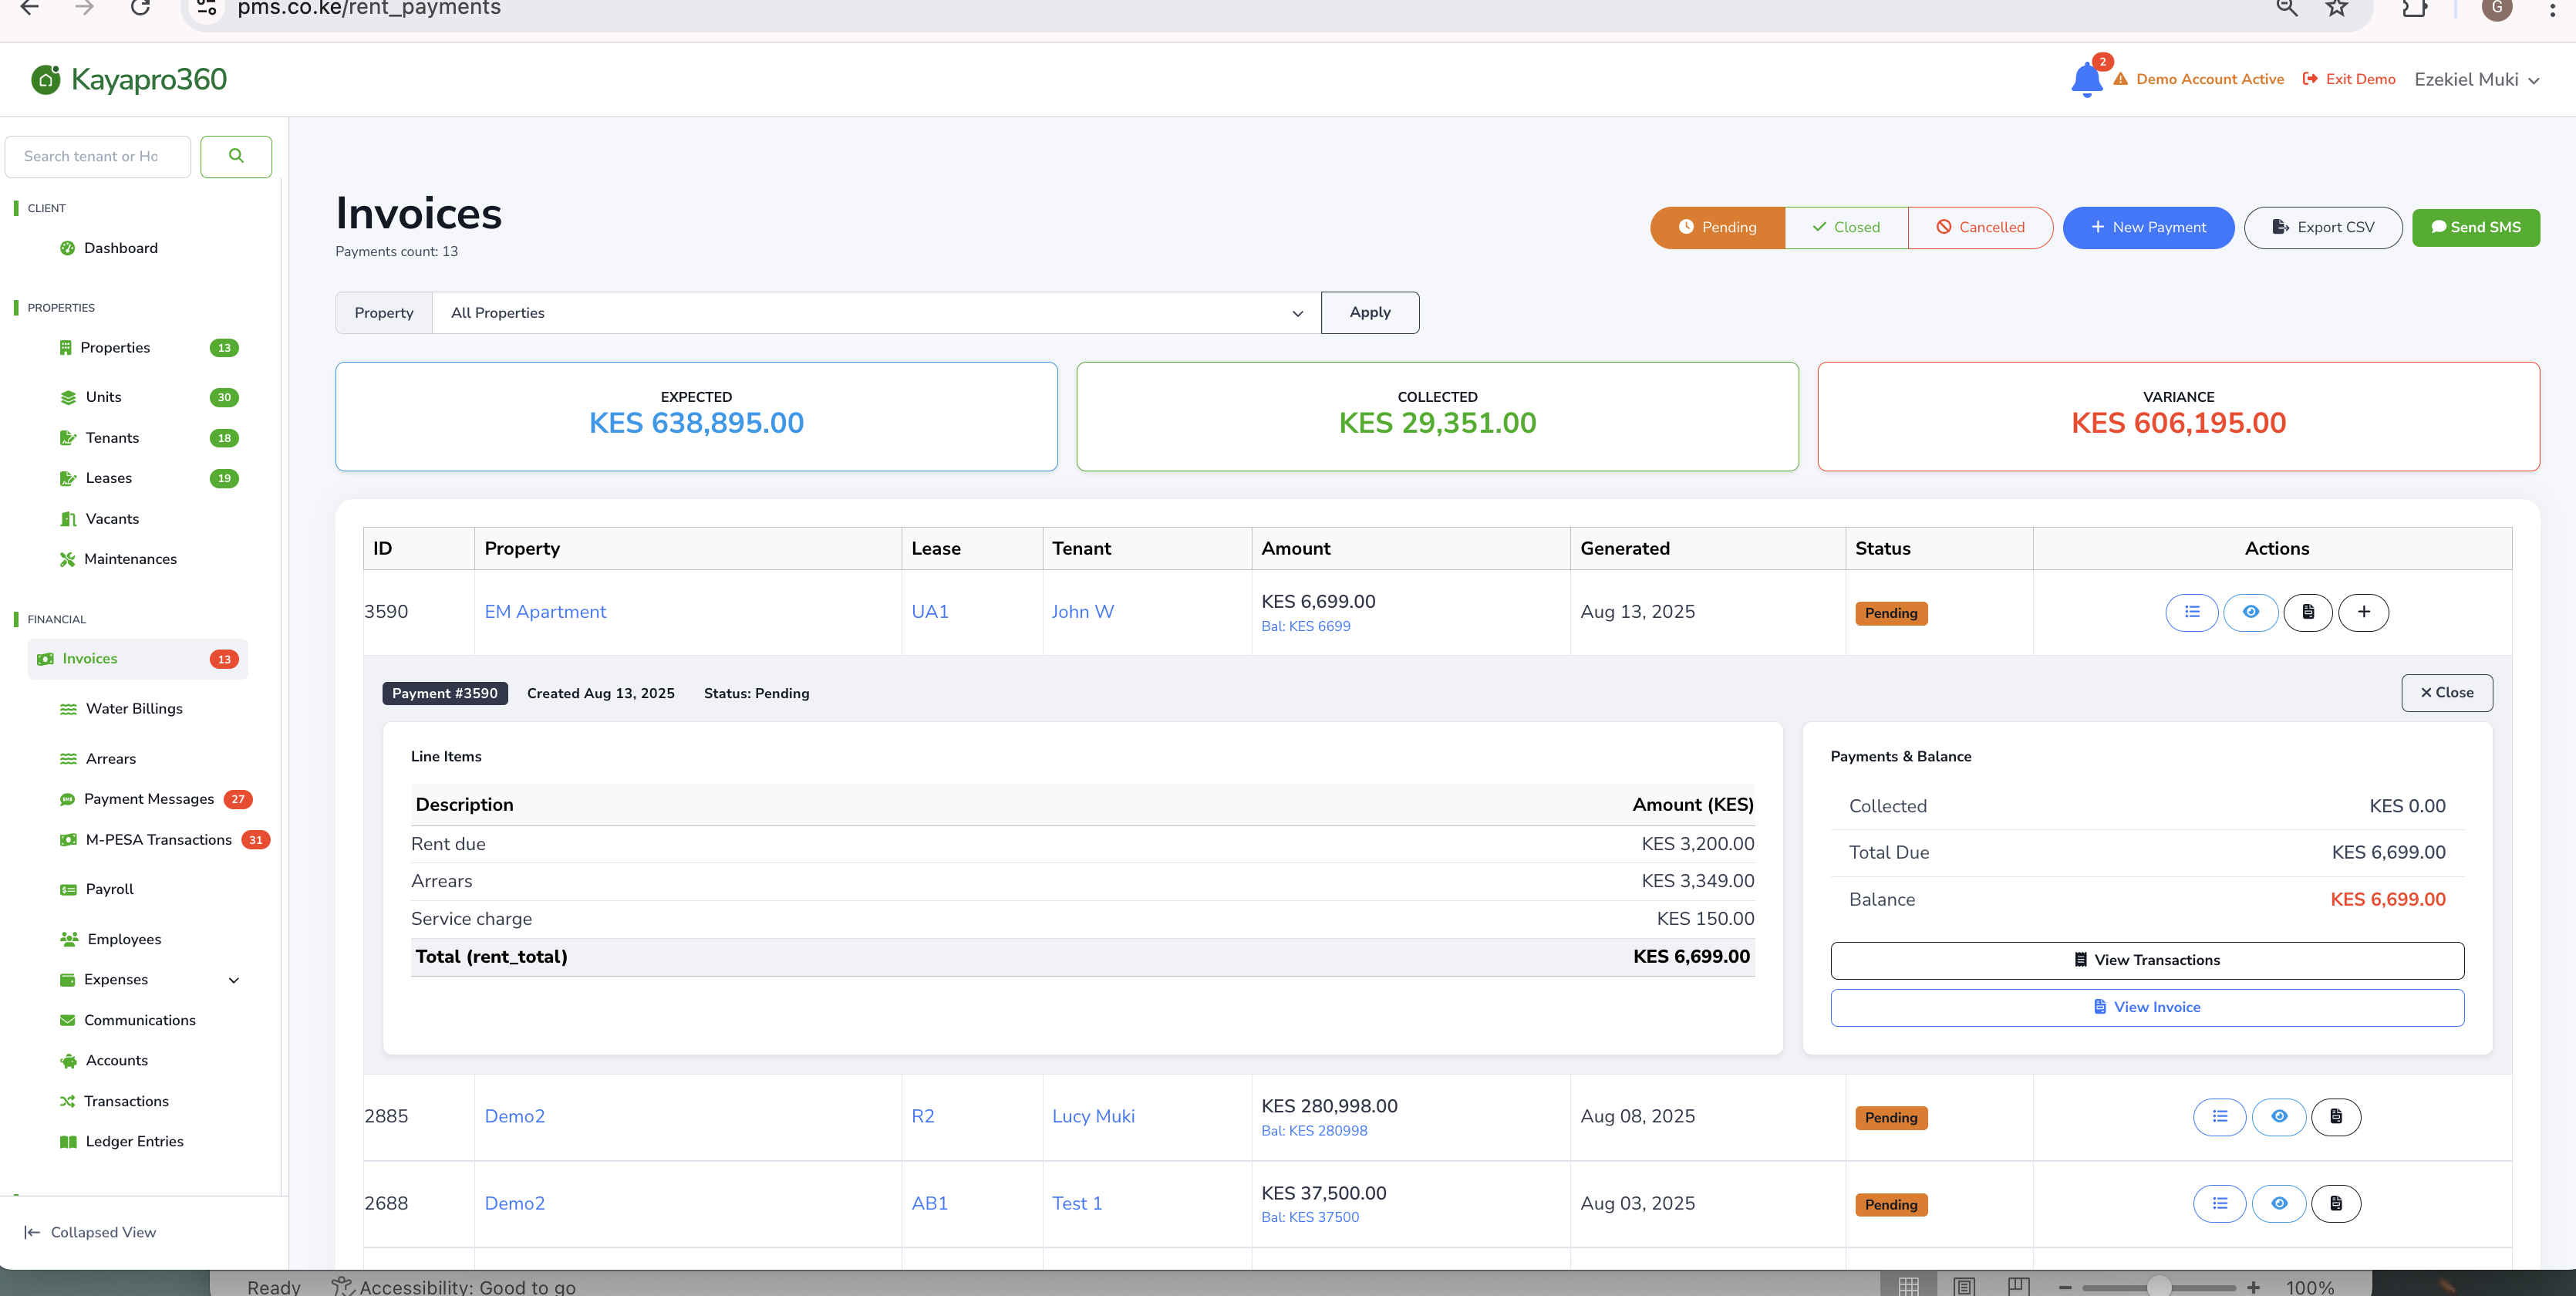 pms.co.ke/rent_payments
G
Kayapro360
2
Demo Account Active
Exit Demo
Ezekiel Muki
Search tenant or Ho
CLIENT
Dashboard
PROPERTIES
Properties 13
Units 30
Tenants 18
Leases 19
Vacants
Maintenances
FINANCIAL
Invoices 13
Water Billings
Arrears
Payment Messages 27
M-PESA Transactions 31
Payroll
Employees
Expenses
Communications
Accounts
Transactions
Ledger Entries
Collapsed View
Invoices
Payments count: 13
Pending
Closed
Cancelled
New Payment
Export CSV
Send SMS
Property All Properties Apply
EXPECTED
KES 638,895.00
COLLECTED
KES 29,351.00
VARIANCE
KES 606,195.00
ID Property Lease Tenant Amount Generated Status Actions
3590 EM Apartment UA1 John W KES 6,699.00 Aug 13, 2025 Pending
Bal: KES 6699
Payment #3590 Created Aug 13, 2025 Status: Pending
Close
Line Items
Description Amount (KES)
Rent due KES 3,200.00
Arrears KES 3,349.00
Service charge KES 150.00
Total (rent_total) KES 6,699.00
Payments & Balance
Collected KES 0.00
Total Due KES 6,699.00
Balance KES 6,699.00
View Transactions
View Invoice
2885 Demo2 R2 Lucy Muki KES 280,998.00 Aug 08, 2025 Pending
Bal: KES 280998
2688 Demo2 AB1 Test 1 KES 37,500.00 Aug 03, 2025 Pending
Bal: KES 37500
Ready
Accessibility: Good to go
100%